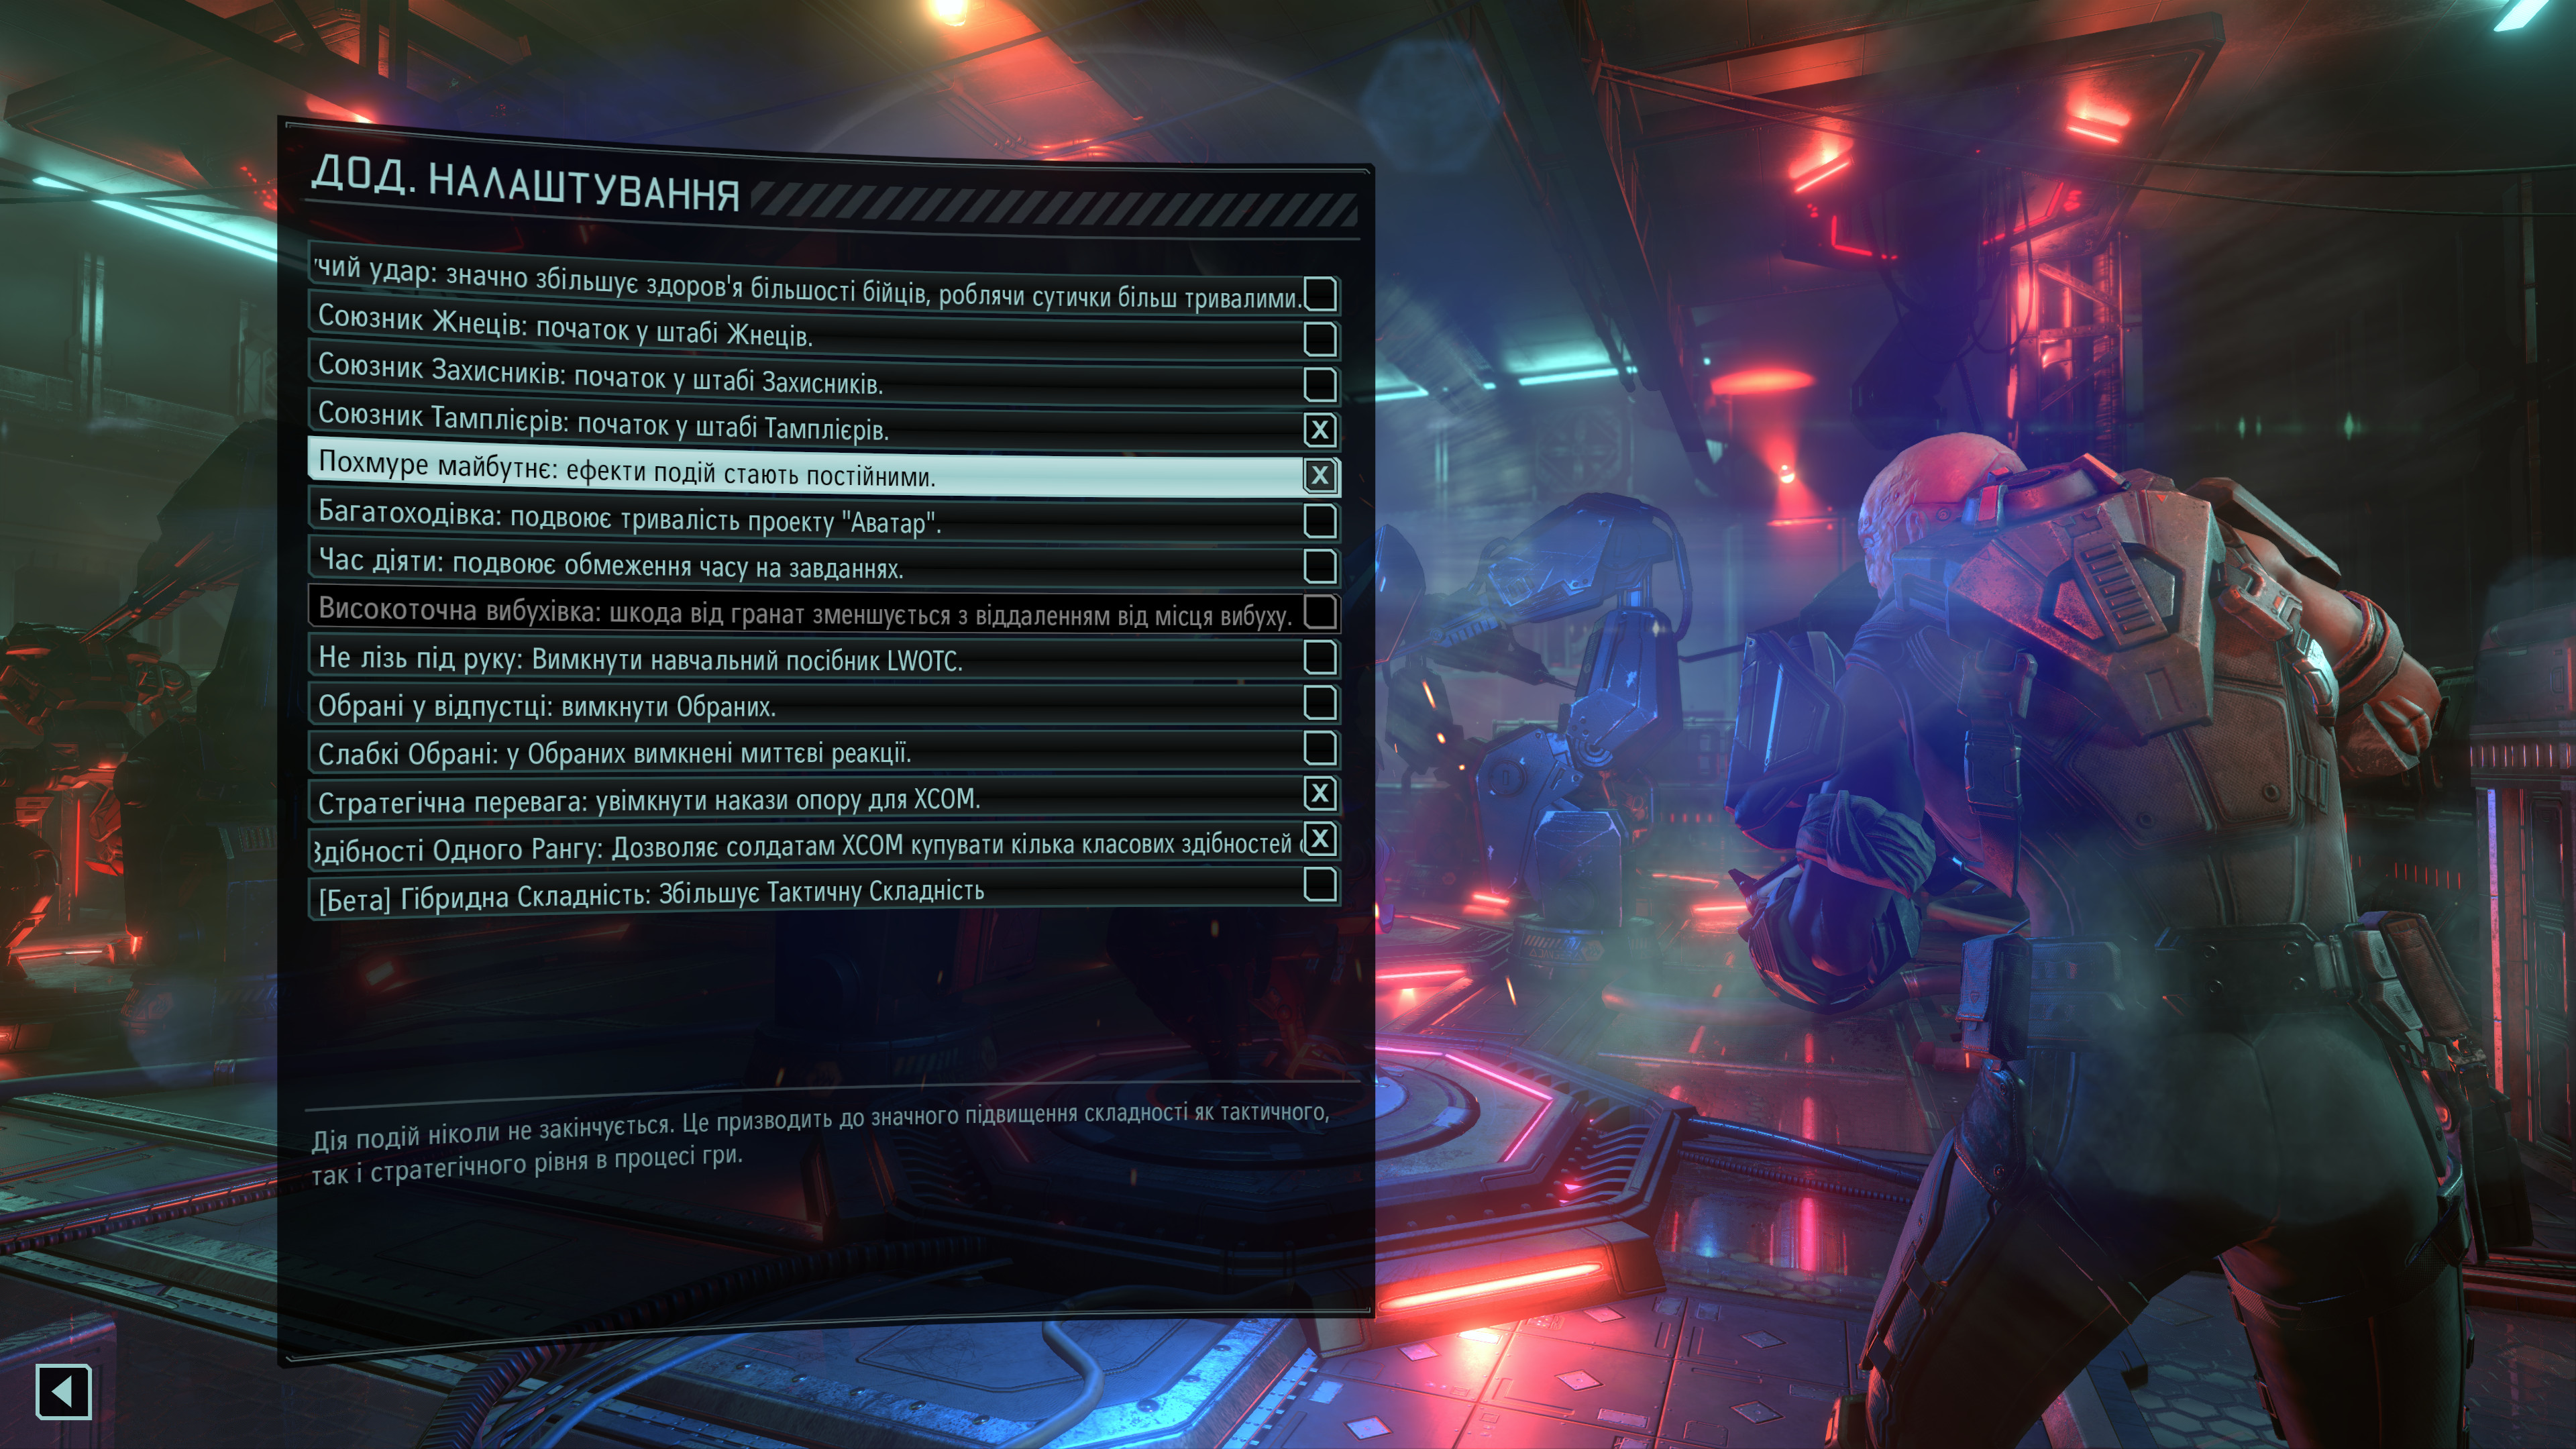 ДОД. НАЛАШТУВАННЯ
удар: значно збільшує здоров'я більшості бійців, роблячи сутички більш тривалими.
Союзник Жнеців: початок у штабі Жнеців.
Союзник Захисників: початок у штабі Захисників.
Союзник Тамплієрів: початок у штабі Тамплієрів.
X
Похмуре майбутнє: ефекти подій стають постійними.
X
Багатоходівка: подвоює тривалість проекту "Аватар".
Час діяти: подвоює обмеження часу на завданнях.
Високоточна вибухівка: шкода від гранат зменшується з віддаленням від місця вибуху.
Не лізь під руку: Вимкнути навчальний посібник LWOTC.
Обрані у відпустці: вимкнути Обраних.
Слабкі Обрані: у Обраних вимкнені миттєві реакції.
Стратегічна перевага: увімкнути накази опору для XCOM.
X
Здібності Одного Рангу: Дозволяє солдатам XCOM купувати кілька класових здібностей
X
[Бета] Гібридна Складність: Збільшує Тактичну Складність
Дія подій ніколи не закінчується. Це призводить до значного підвищення складності як тактичного,
так і стратегічного рівня в процесі гри.